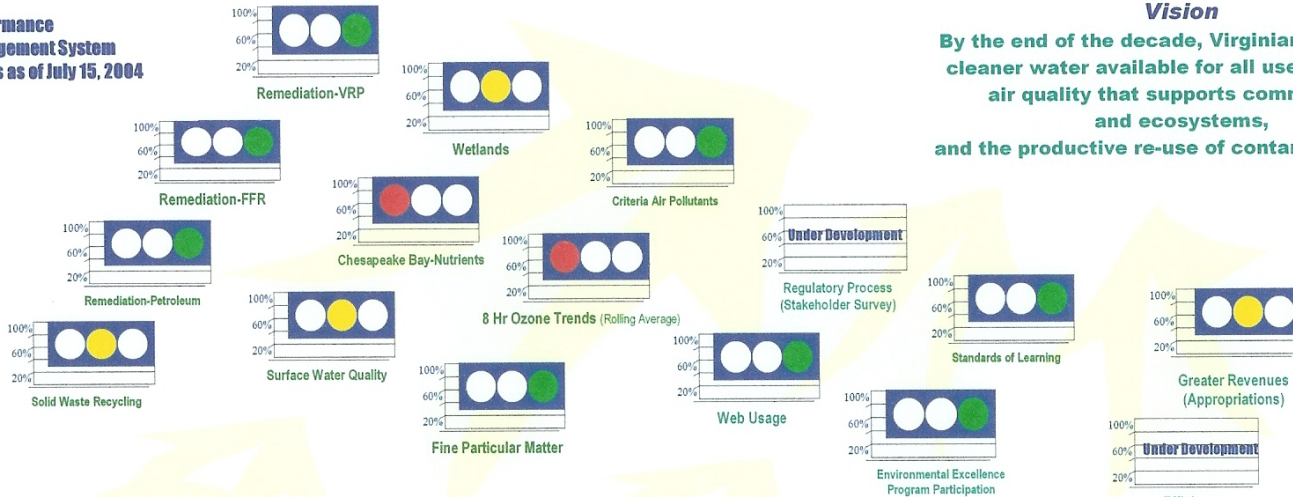 rmance
gement System
s as of July 15, 2004
Vision
By the end of the decade, Virginian
cleaner water available for all use
air quality that supports comm
and ecosystems,
and the productive re-use of contar
100%
60%
20%
Remediation-VRP
100%
60%
20%
Wetlands
100%
60%
20%
Remediation-FFR
100%
60%
20%
Criteria Air Pollutants
100%
60%
20%
Chesapeake Bay-Nutrients
100%
60%
20%
Under Development
Regulatory Process
(Stakeholder Survey)
100%
60%
20%
Remediation-Petroleum
100%
60%
20%
8 Hr Ozone Trends (Rolling Average)
100%
60%
20%
Standards of Learning
100%
60%
20%
Greater Revenues
(Appropriations)
100%
60%
20%
Surface Water Quality
100%
60%
20%
Solid Waste Recycling
100%
60%
20%
Web Usage
100%
60%
20%
Fine Particular Matter
100%
60%
20%
Environmental Excellence
Program Participation
100%
60%
20%
Under Development